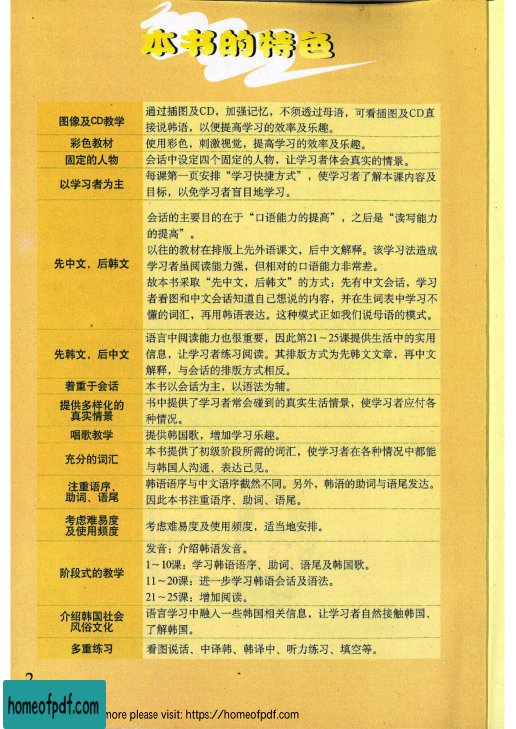 本书的特色
图像及CD教学
通过插图及CD，加强记忆，不须透过母语，可看插图及CD直
接说韩语，以便提高学习的效率及乐趣。
彩色教材
使用彩色，刺激视觉，提高学习的效率及乐趣。
固定的人物
会话中设定四个固定的人物，让学习者体会真实的情景。
以学习者为主
每课第一页安排“学习快捷方式”，使学习者了解本课内容及
目标，以免学习者盲目地学习。
先中文，后韩文
会话的主要目的在于“口语能力的提高”，之后是“读写能力
的提高”。
以往的教材在排版上先外语课文，后中文解释。该学习法造成
学习者虽阅读能力强，但相对的口语能力非常差。
故本书采取“先中文，后韩文”的方式：先有中文会话，学习
者看图和中文会话知道自己想说的内容，并在生词表中学习不
懂的词汇，再用韩语表达。这种模式正如我们说母语的模式。
先韩文，后中文
语言中阅读能力也很重要，因此第21～25课提供生活中的实用
信息，让学习者练习阅读。其排版方式为先韩文文章，再中文
解释，与会话的排版方式相反。
着重于会话
本书以会话为主，以语法为辅。
提供多样化的
真实情景
书中提供了学习者常会碰到的真实生活情景，使学习者应付各
种情况。
唱歌教学
提供韩国歌，增加学习乐趣。
充分的词汇
本书提供了初级阶段所需的词汇，使学习者在各种情况中都能
与韩国人沟通、表达己见。
注重语序、
助词、语尾
韩语语序与中文语序截然不同。另外，韩语的助词与语尾发达。
因此本书注重语序、助词、语尾。
考虑难易度
及使用频度
考虑难易度及使用频度，适当地安排。
阶段式的教学
发音：介绍韩语发音。
1～10课：学习韩语语序、助词、语尾及韩国歌。
11～20课：进一步学习韩语会话及语法。
21～25课：增加阅读。
介绍韩国社会
风俗文化
语言学习中融入一些韩国相关信息，让学习者自然接触韩国、
了解韩国。
多重练习
看图说话、中译韩、韩译中、听力练习、填空等。
2
homeofpdf.com
more please visit: https://homeofpdf.com